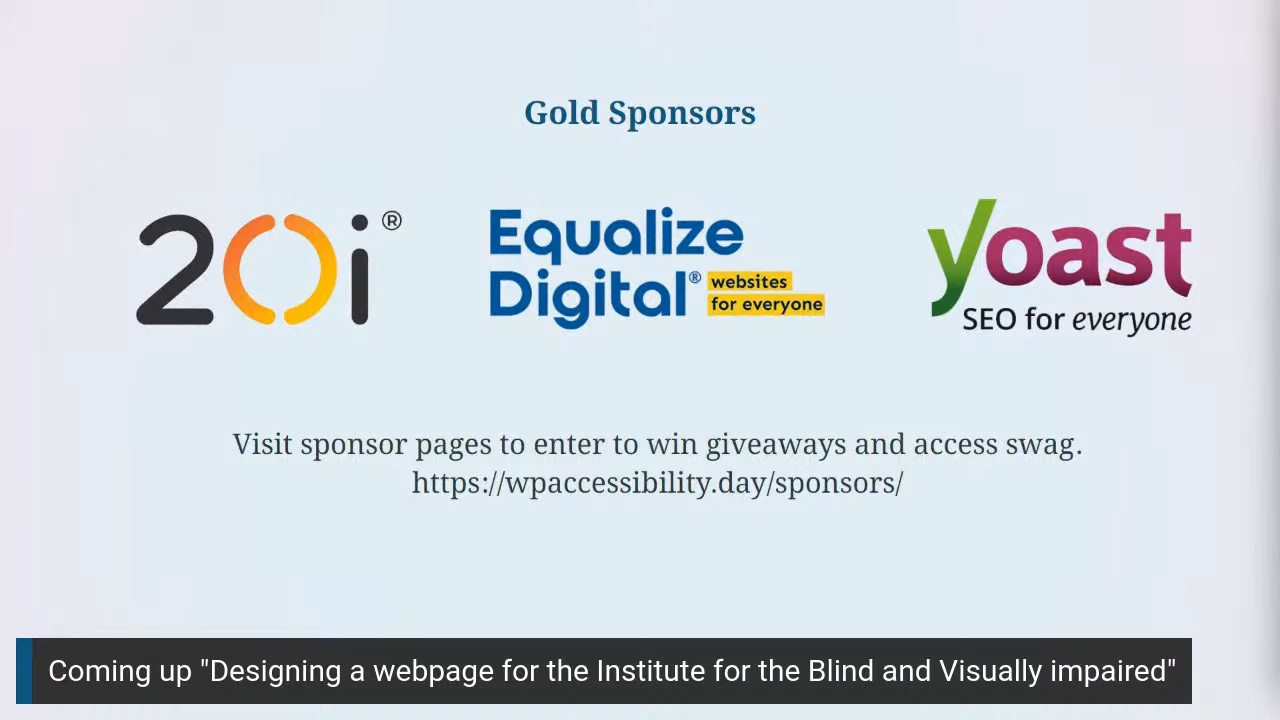 Gold Sponsors
20i®
Equalize
Digital® websites
for everyone
yoast
SEO for everyone
Visit sponsor pages to enter to win giveaways and access swag.
https://wpaccessibility.day/sponsors/
Coming up "Designing a webpage for the Institute for the Blind and Visually impaired"